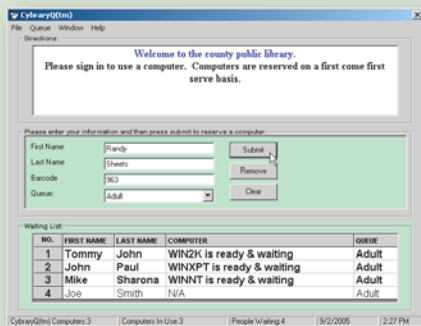 CybraryQ(tm)
File Queue Window Help
Directions:
Welcome to the county public library.
Please sign in to use a computer. Computers are reserved on a first come first
serve basis.
Please enter your information and then press submit to reserve a computer:
First Name Randy Submit
Last Name Sheets
Remove
Barcode 963
Queue: Adult Clear
Waiting List:
NO. FIRST NAME LAST NAME COMPUTER QUEUE
1 Tommy John WIN2K is ready & waiting Adult
2 John Paul WINXPT is ready & waiting Adult
3 Mike Sharona WINNT is ready & waiting Adult
4 Joe Smith N/A Adult
CybraryQ(tm) Computers:3 Computers In Use:3 People Waiting:4 9/2/2005 2:27 PM